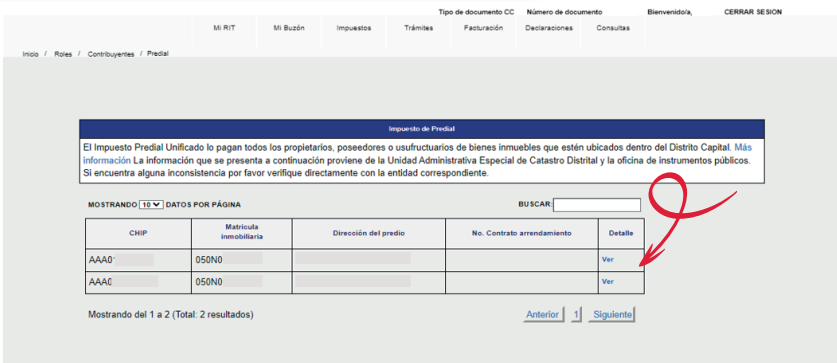 Tipo de documento CC Número de documento Bienvenido/a, CERRAR SESION
Mi RIT Mi Buzón Impuestos Trámites Facturación Declaraciones Consultas
Inicio / Roles / Contribuyentes / Predial
Impuesto de Predial
El Impuesto Predial Unificado lo pagan todos los propietarios, poseedores o usufructuarios de bienes inmuebles que estén ubicados dentro del Distrito Capital. Más
información La información que se presenta a continuación proviene de la Unidad Administrativa Especial de Catastro Distrital y la oficina de instrumentos públicos.
Si encuentra alguna inconsistencia por favor verifique directamente con la entidad correspondiente.
MOSTRANDO 10 DATOS POR PÁGINA BUSCAR:
CHIP Matrícula inmobiliaria Dirección del predio No. Contrato arrendamiento Detalle
AAA0 050N0 Ver
AAA0 050N0 Ver
Mostrando del 1 a 2 (Total: 2 resultados) Anterior 1 Siguiente